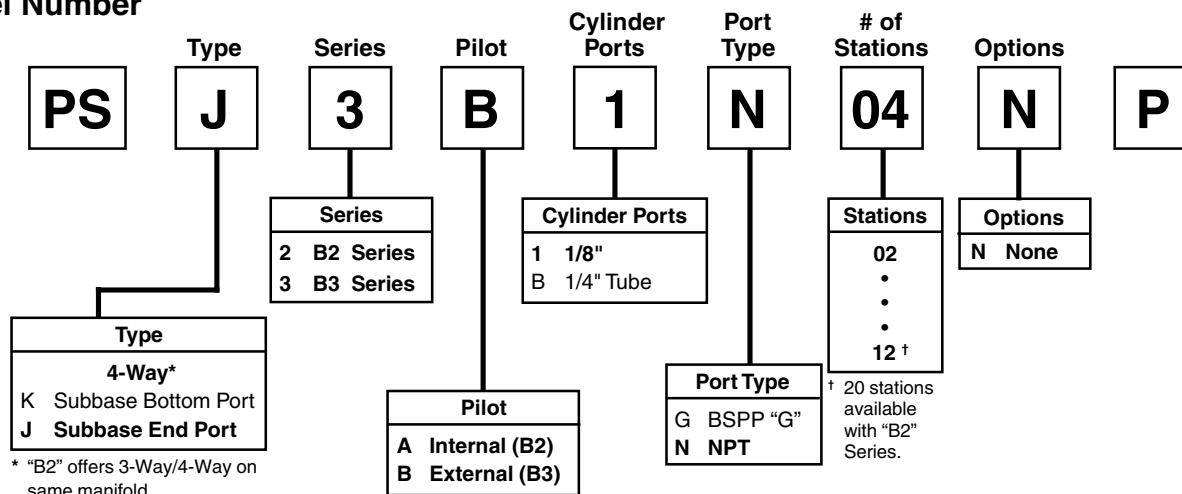 Type
Series
Pilot
Cylinder
Ports
Port
Type
# of
Stations
Options
PS
J
3
B
1
N
04
N
P
Series
2 B2 Series
3 B3 Series
Cylinder Ports
1 1/8"
B 1/4" Tube
Stations
02
•
•
•
12 †
Options
N None
Type
4-Way*
K Subbase Bottom Port
J Subbase End Port
* "B2" offers 3-Way/4-Way on
same manifold
Pilot
A Internal (B2)
B External (B3)
Port Type
G BSPP “G”
N NPT
† 20 stations
available
with “B2”
Series.